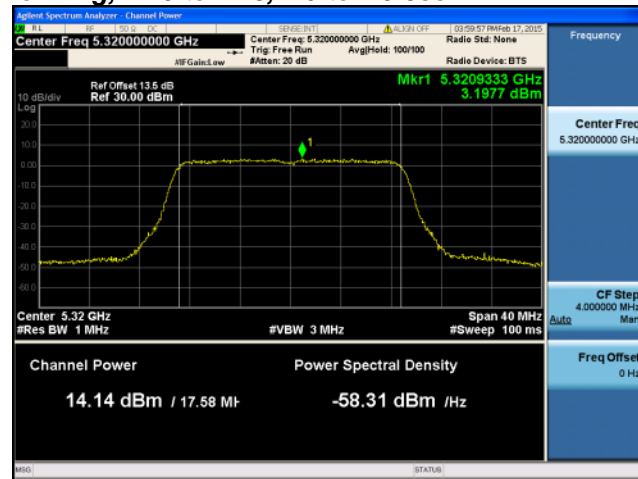 Agilent Spectrum Analyzer - Channel Power
RL RF 50 Ω DC SENSE:INT ALIGN OFF 03:59:57 PM Feb 17, 2015
Center Freq 5.320000000 GHz Center Freq: 5.320000000 GHz Radio Std: None Frequency
Trig: Free Run Avg|Hold: 100/100
#IFGain:Low #Atten: 20 dB Radio Device: BTS
Mkr1 5.3209333 GHz
3.1977 dBm
Ref Offset 13.5 dB
10 dB/div Ref 30.00 dBm
Log
20.0
10.0
0.00
-10.0
-20.0
-30.0
-40.0
-50.0
-60.0
1
Center Freq
5.320000000 GHz
Center 5.32 GHz Span 40 MHz
#Res BW 1 MHz #VBW 3 MHz #Sweep 100 ms
CF Step
4.000000 MHz
Auto Man
Channel Power Power Spectral Density
14.14 dBm / 17.58 MH -58.31 dBm /Hz
Freq Offset
0 Hz
MSG STATUS